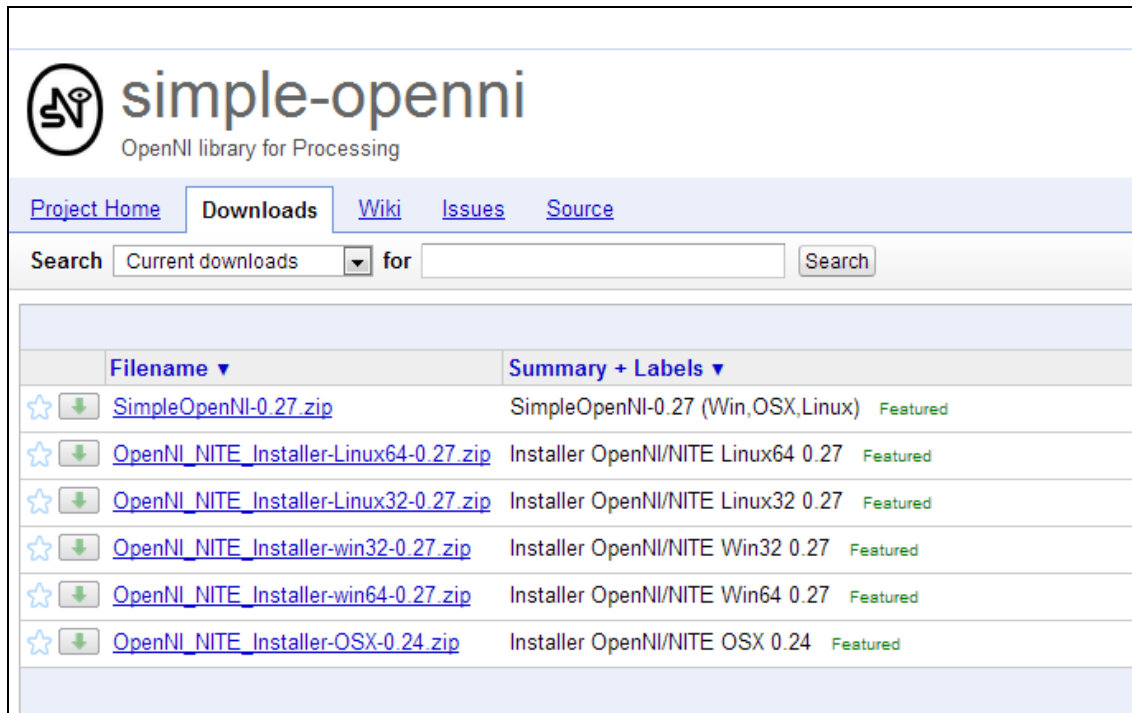 simple-openni
OpenNI library for Processing
Project Home Downloads Wiki Issues Source
Search Current downloads for Search
Filename ▼ Summary + Labels ▼
SimpleOpenNI-0.27.zip SimpleOpenNI-0.27 (Win,OSX,Linux) Featured
OpenNI_NITE_Installer-Linux64-0.27.zip Installer OpenNI/NITE Linux64 0.27 Featured
OpenNI_NITE_Installer-Linux32-0.27.zip Installer OpenNI/NITE Linux32 0.27 Featured
OpenNI_NITE_Installer-win32-0.27.zip Installer OpenNI/NITE Win32 0.27 Featured
OpenNI_NITE_Installer-win64-0.27.zip Installer OpenNI/NITE Win64 0.27 Featured
OpenNI_NITE_Installer-OSX-0.24.zip Installer OpenNI/NITE OSX 0.24 Featured